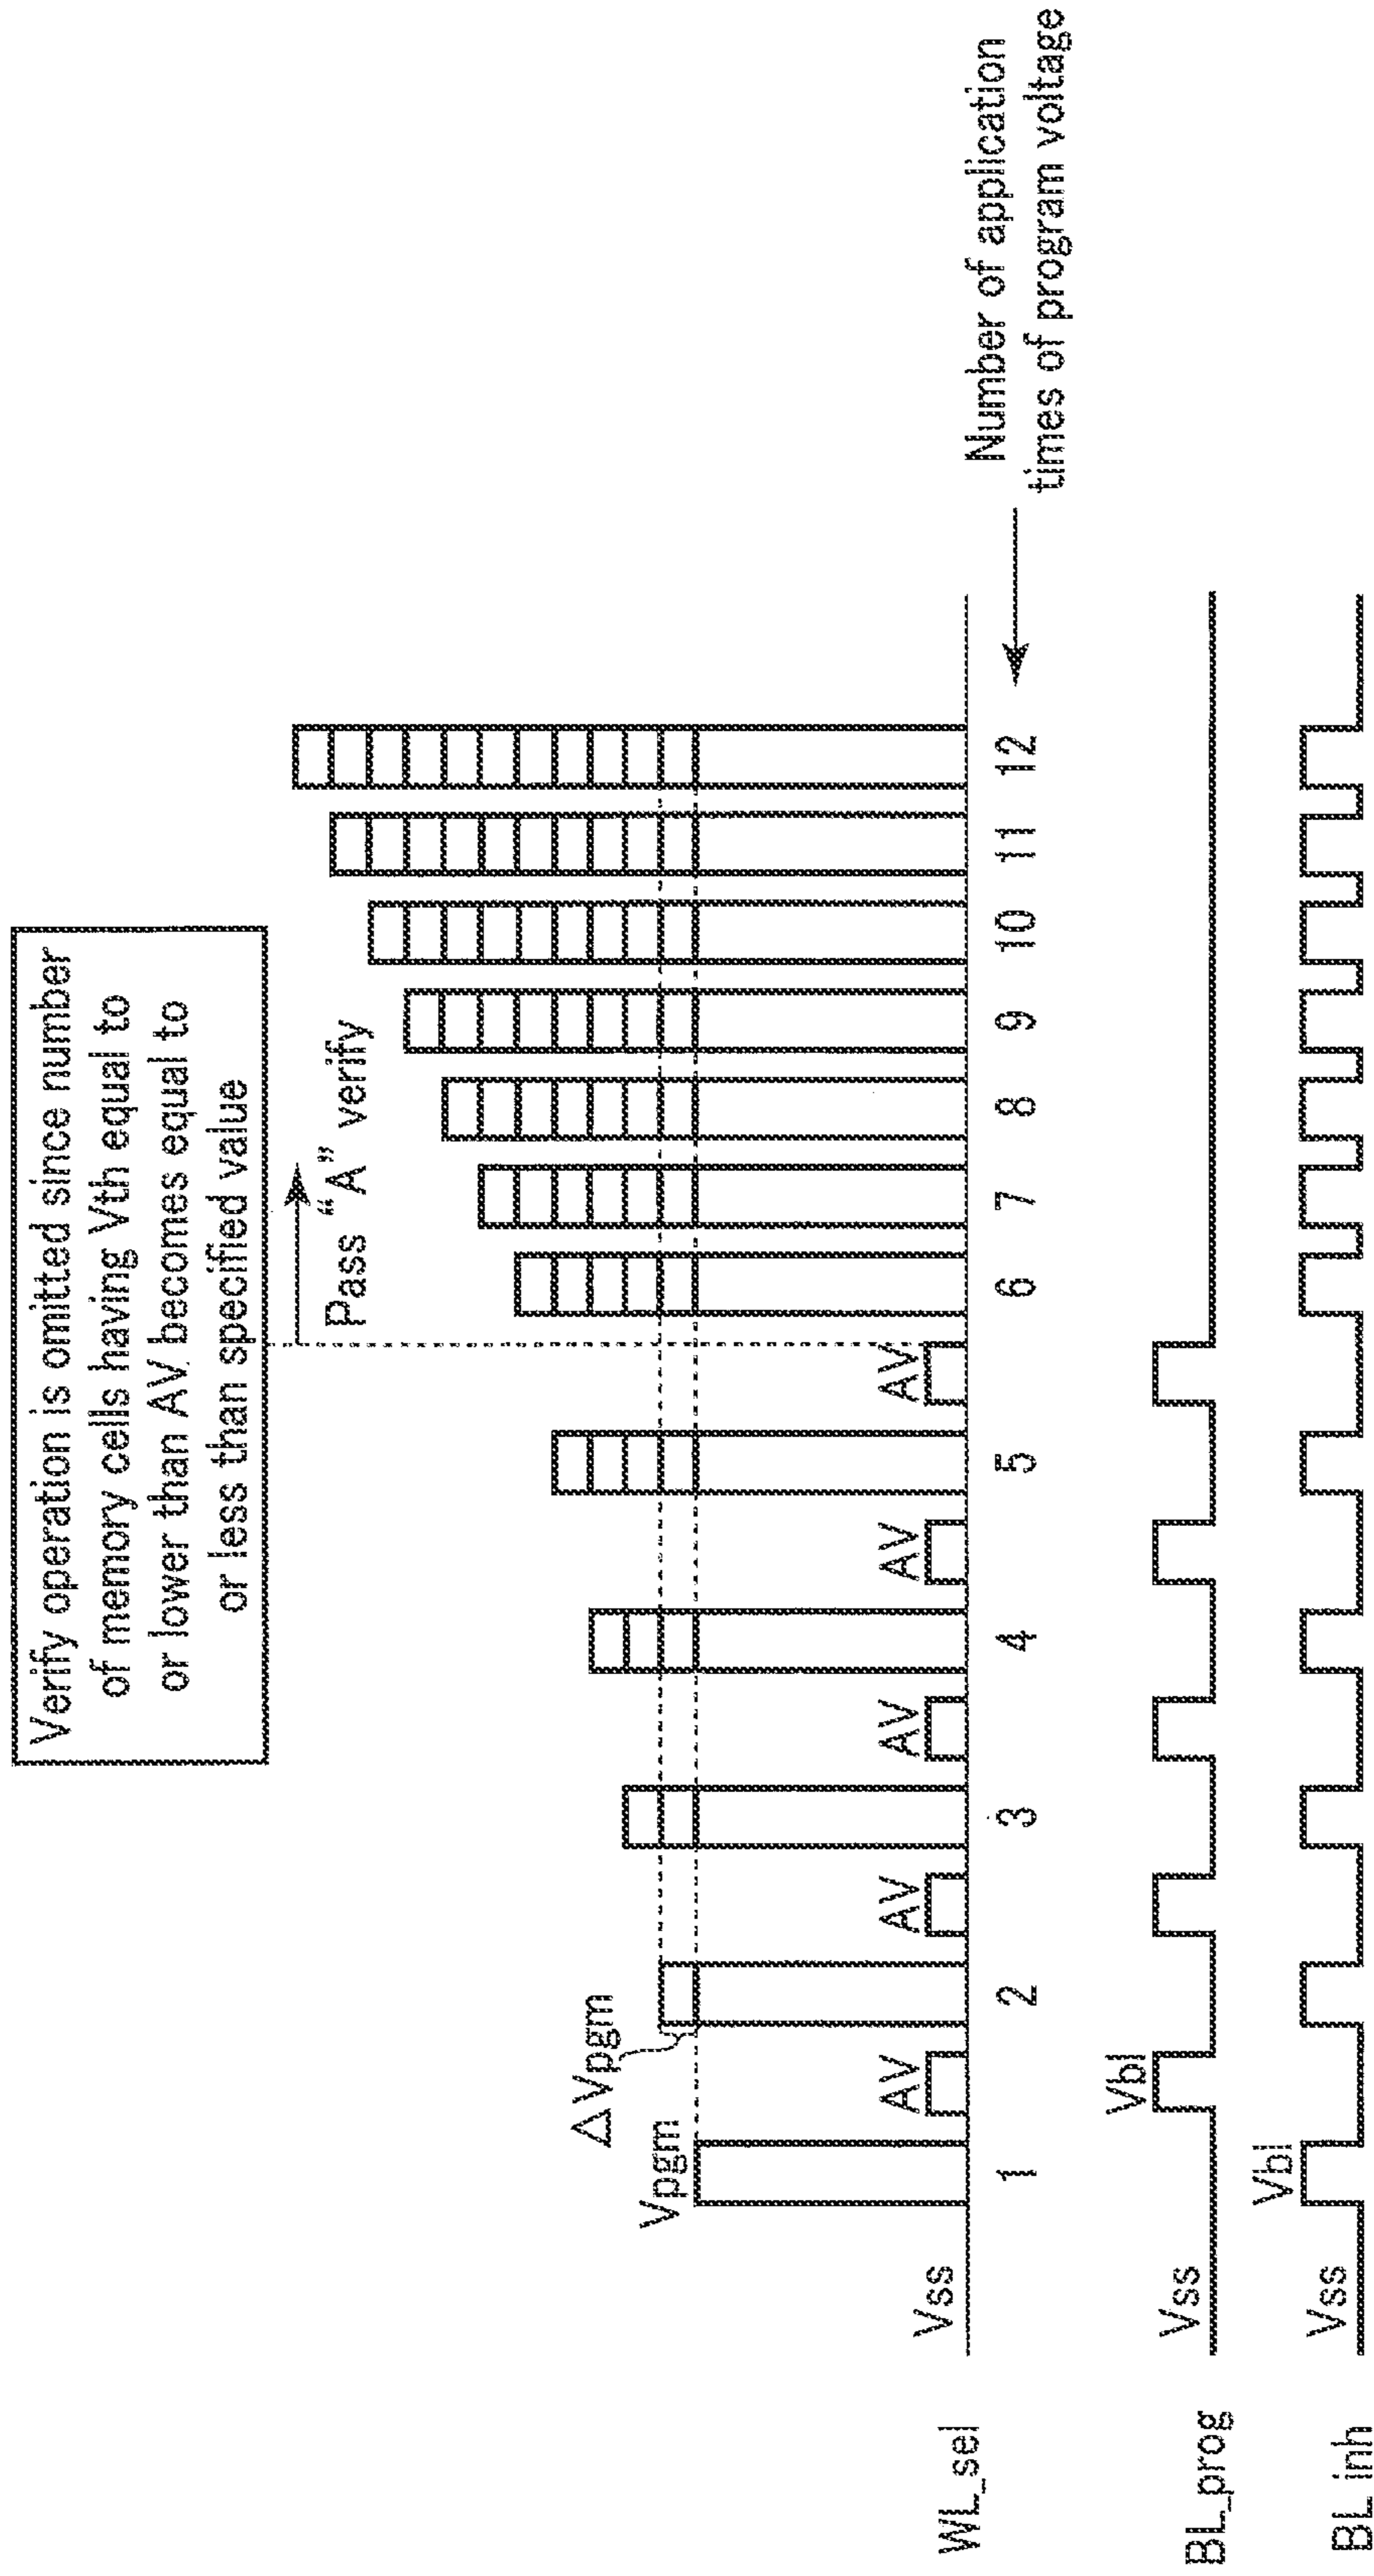 Verify operation is omitted since number
of memory cells having Vth equal to
or lower than AV becomes equal to
or less than specified value
Pass “A” verify
ΔVpgm
Vpgm
AV
AV
AV
AV
AV
WL_sel
Vss
1
2
3
4
5
6
7
8
9
10
11
12
Number of application
times of program voltage
BL_prog
Vss
Vbl
BL inh
Vss
Vbl